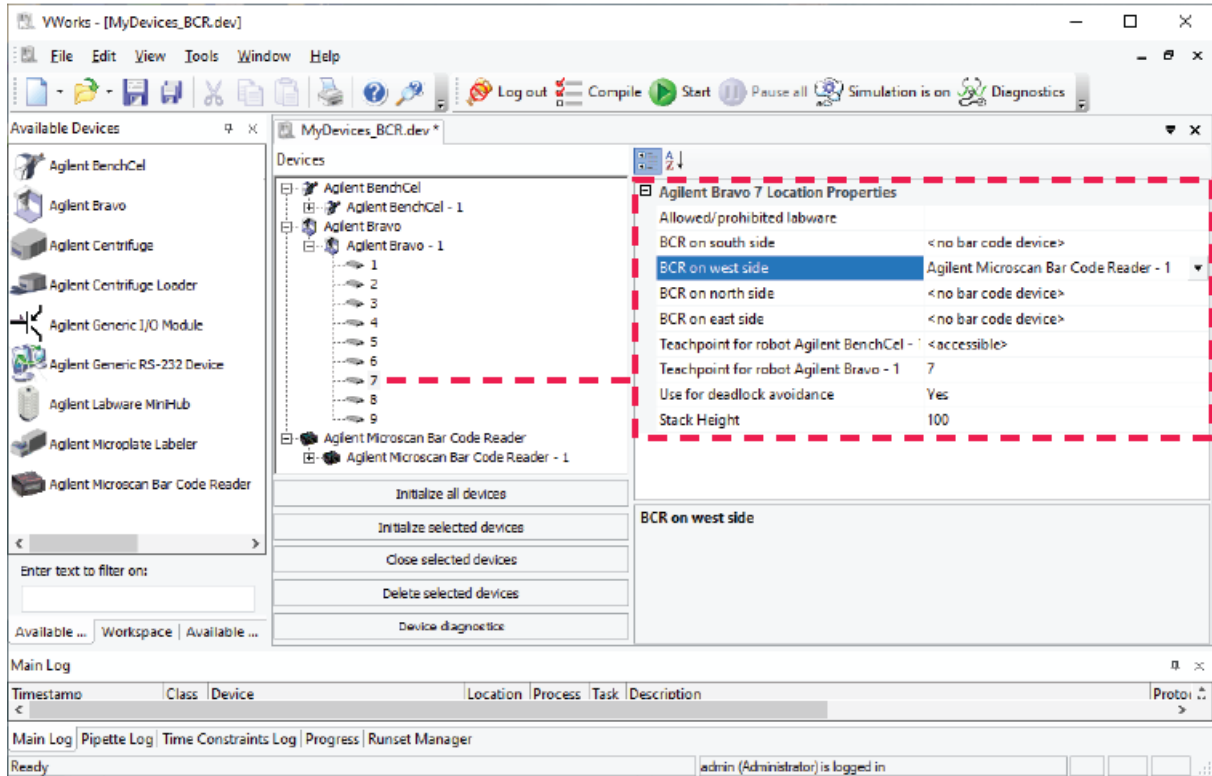 VWorks - [MyDevices_BCR.dev]
File Edit View Tools Window Help
Log out Compile Start Pause all Simulation is on Diagnostics
Available Devices
Agilent BenchCel
Agilent Bravo
Agilent Centrifuge
Agilent Centrifuge Loader
Agilent Generic I/O Module
Agilent Generic RS-232 Device
Agilent Labware MiniHub
Agilent Microplate Labeler
Agilent Microscan Bar Code Reader
Enter text to filter on:
Available ... Workspace Available ...
MyDevices_BCR.dev *
Devices
Agilent BenchCel
Agilent BenchCel - 1
Agilent Bravo
Agilent Bravo - 1
1
2
3
4
5
6
7
8
9
Agilent Microscan Bar Code Reader
Agilent Microscan Bar Code Reader - 1
Initialize all devices
Initialize selected devices
Close selected devices
Delete selected devices
Device diagnostics
Agilent Bravo 7 Location Properties
Allowed/prohibited labware
BCR on south side <no bar code device>
BCR on west side Agilent Microscan Bar Code Reader - 1
BCR on north side <no bar code device>
BCR on east side <no bar code device>
Teachpoint for robot Agilent BenchCel - <accessible>
Teachpoint for robot Agilent Bravo - 1 7
Use for deadlock avoidance Yes
Stack Height 100
BCR on west side
Main Log
Timestamp Class Device Location Process Task Description Protoc
Main Log Pipette Log Time Constraints Log Progress Runset Manager
Ready admin (Administrator) is logged in